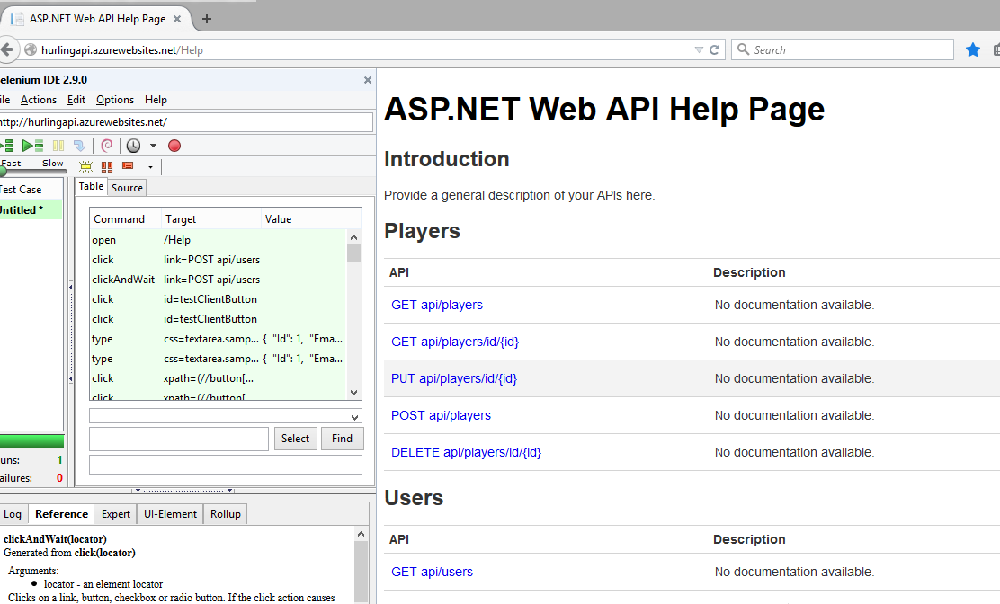 ASP.NET Web API Help Page
hurlingapi.azurewebsites.net/Help
Search
elenium IDE 2.9.0
ile Actions Edit Options Help
http://hurlingapi.azurewebsites.net/
Fast Slow
Test Case
Untitled *
uns: 1
ailures: 0
Table Source
Command Target Value
open /Help
click link=POST api/users
clickAndWait link=POST api/users
click id=testClientButton
click id=testClientButton
type css=textarea.samp... { "Id": 1, "Ema...
type css=textarea.samp... { "Id": 1, "Ema...
click xpath=(//button[...
click xpath=(//button[
Select Find
Log Reference Expert UI-Element Rollup
clickAndWait(locator)
Generated from click(locator)
Arguments:
● locator - an element locator
Clicks on a link, button, checkbox or radio button. If the click action causes
ASP.NET Web API Help Page
Introduction
Provide a general description of your APIs here.
Players
API Description
GET api/players No documentation available.
GET api/players/id/{id} No documentation available.
PUT api/players/id/{id} No documentation available.
POST api/players No documentation available.
DELETE api/players/id/{id} No documentation available.
Users
API Description
GET api/users No documentation available.